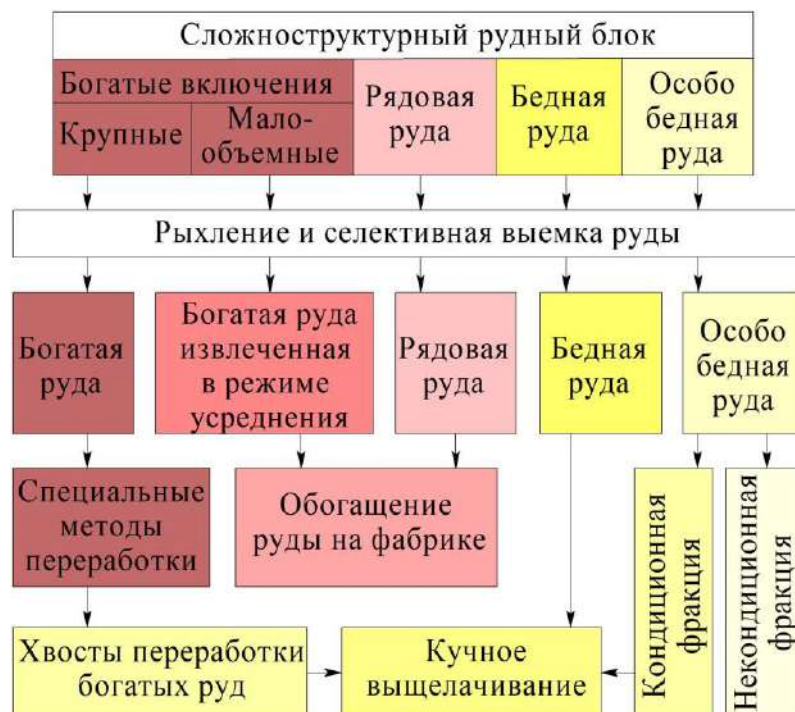 Сложноструктурный рудный блок
Богатые включения
Крупные
Мало-
объемные
Рядовая
руда
Бедная
руда
Особо
бедная
руда
Рыхление и селективная выемка руды
Богатая
руда
Богатая руда
извлеченная
в режиме
усреднения
Рядовая
руда
Бедная
руда
Особо
бедная
руда
Специальные
методы
переработки
Обогащение
руды на фабрике
Кондиционная
фракция
Некондиционная
фракция
Хвосты переработки
богатых руд
Кучное
выщелачивание